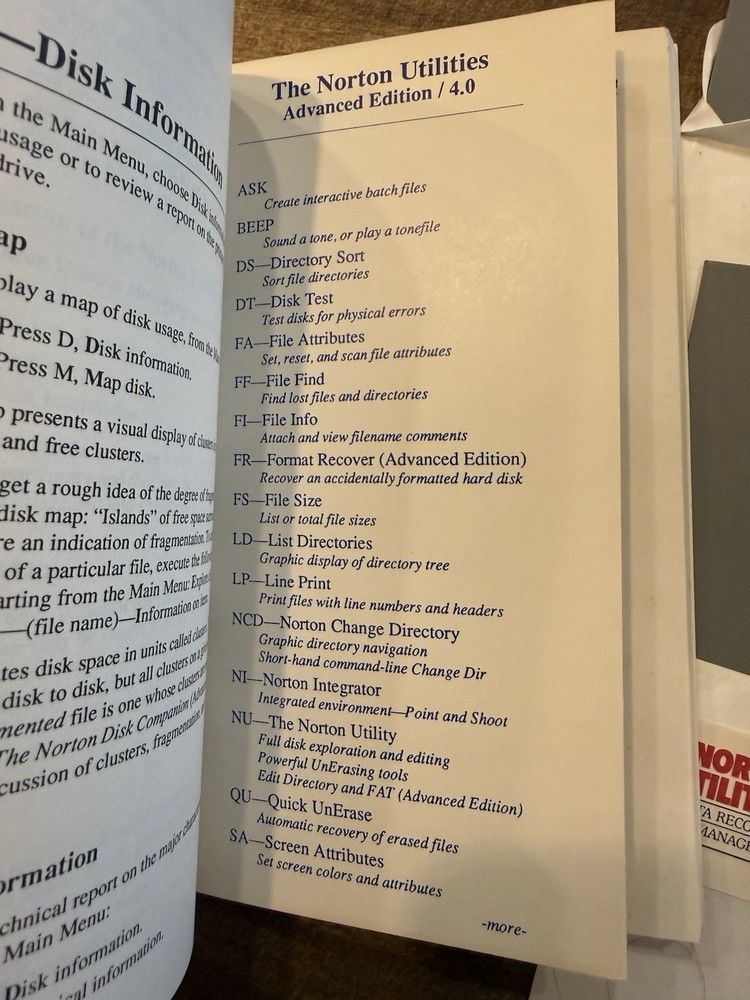 —Disk Information
the Main Menu, choose Disk
usage or to review a report on the
drive.
ap
play a map of disk usage, from the
Press D, Disk information.
Press M, Map disk.
presents a visual display of
and free clusters.
get a rough idea of the degree of
disk map: “Islands” of free space
re an indication of fragmentation.
of a particular file, execute the
arting from the Main Menu:
—(file name)—Information on
tes disk space in units called
disk to disk, but all clusters on a
mented file is one whose clusters
The Norton Disk Companion
cussion of clusters, fragmentation,
ormation
chnical report on the major
Main Menu:
Disk information.
ical information.
The Norton Utilities
Advanced Edition / 4.0
ASK
Create interactive batch files
BEEP
Sound a tone, or play a tonefile
DS—Directory Sort
Sort file directories
DT—Disk Test
Test disks for physical errors
FA—File Attributes
Set, reset, and scan file attributes
FF—File Find
Find lost files and directories
FI—File Info
Attach and view filename comments
FR—Format Recover (Advanced Edition)
Recover an accidentally formatted hard disk
FS—File Size
List or total file sizes
LD—List Directories
Graphic display of directory tree
LP—Line Print
Print files with line numbers and headers
NCD—Norton Change Directory
Graphic directory navigation
Short-hand command-line Change Dir
NI—Norton Integrator
Integrated environment—Point and Shoot
NU—The Norton Utility
Full disk exploration and editing
Powerful UnErasing tools
Edit Directory and FAT (Advanced Edition)
QU—Quick UnErase
Automatic recovery of erased files
SA—Screen Attributes
Set screen colors and attributes
-more-
NOR
TILIT
TA RECO
MANAGE